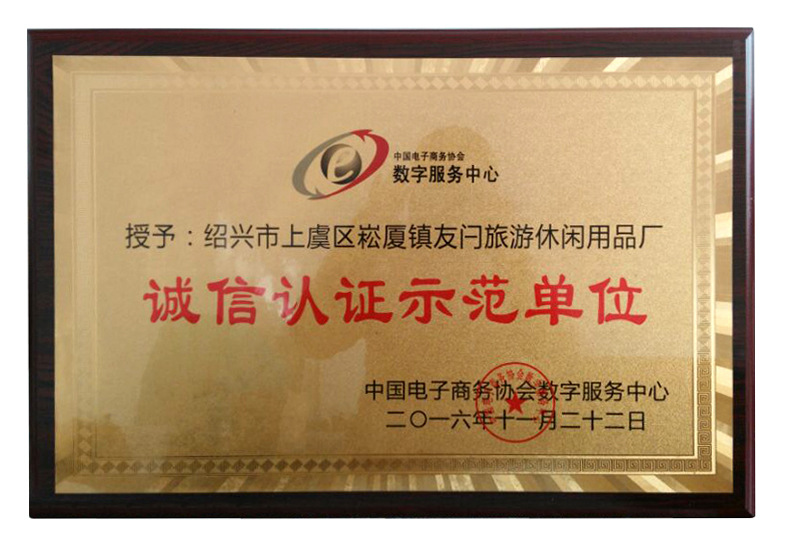 中国电子商务协会
数字服务中心
授予：绍兴市上虞区崧厦镇友闩旅游休闲用品厂
诚信认证示范单位
中国电子商务协会数字服务中心
二〇一六年十一月二十二日